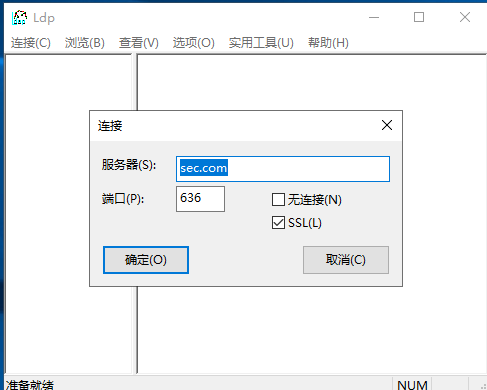 Ldp
连接(C) 浏览(B) 查看(V) 选项(O) 实用工具(U) 帮助(H)
连接
服务器(S): sec.com
端口(P): 636
无连接(N)
SSL(L)
确定(O) 取消(C)
准备就绪 NUM